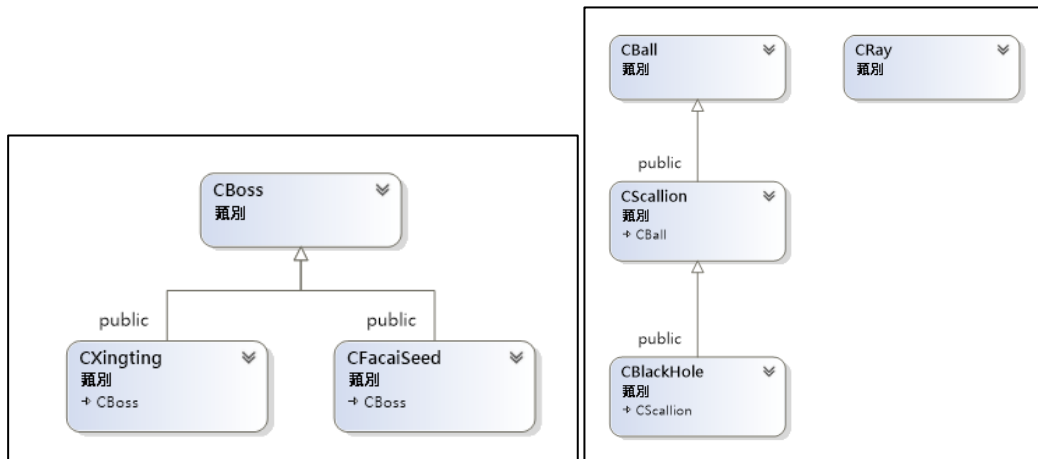 CBoss
類別
public
public
CXingting
類別
CBoss
CFacaiSeed
類別
CBoss
CBall
類別
CRay
類別
public
CScallion
類別
CBall
public
CBlackHole
類別
CScallion